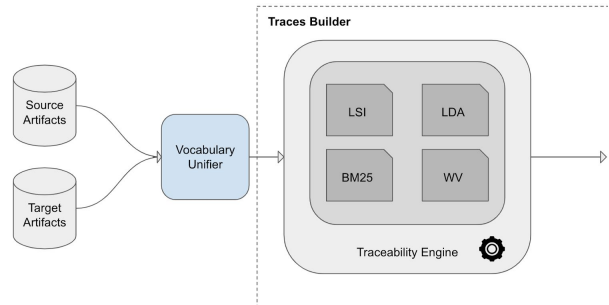 Traces Builder
Source
Artifacts
Target
Artifacts
Vocabulary
Unifier
LSI
LDA
BM25
WV
Traceability Engine